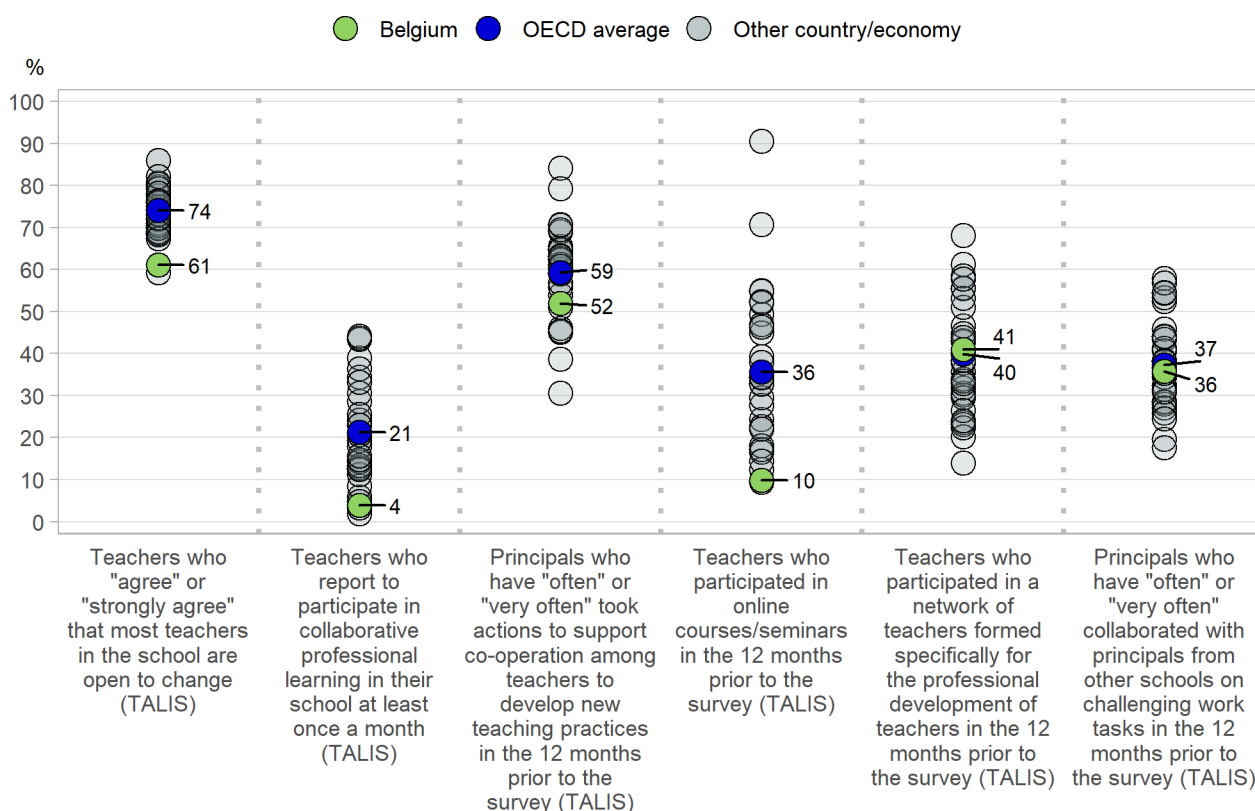 Belgium OECD average Other country/economy
%
100
90
80
70
60
50
40
30
20
10
0
74
61
21
4
59
52
36
10
41
40
37
36
Teachers who
"agree" or
"strongly agree"
that most teachers
in the school are
open to change
(TALIS)
Teachers who
report to
participate in
collaborative
professional
learning in their
school at least
once a month
(TALIS)
Principals who
have "often" or
"very often" took
actions to support
co-operation among
teachers to
develop new
teaching practices
in the 12 months
prior to the
survey (TALIS)
Teachers who
participated in
online
courses/seminars
in the 12 months
prior to the
survey (TALIS)
Teachers who
participated in a
network of
teachers formed
specifically for
the professional
development of
teachers in the 12
months prior to
the survey (TALIS)
Principals who
have "often" or
"very often"
collaborated with
principals from
other schools on
challenging work
tasks in the 12
months prior to
the survey (TALIS)